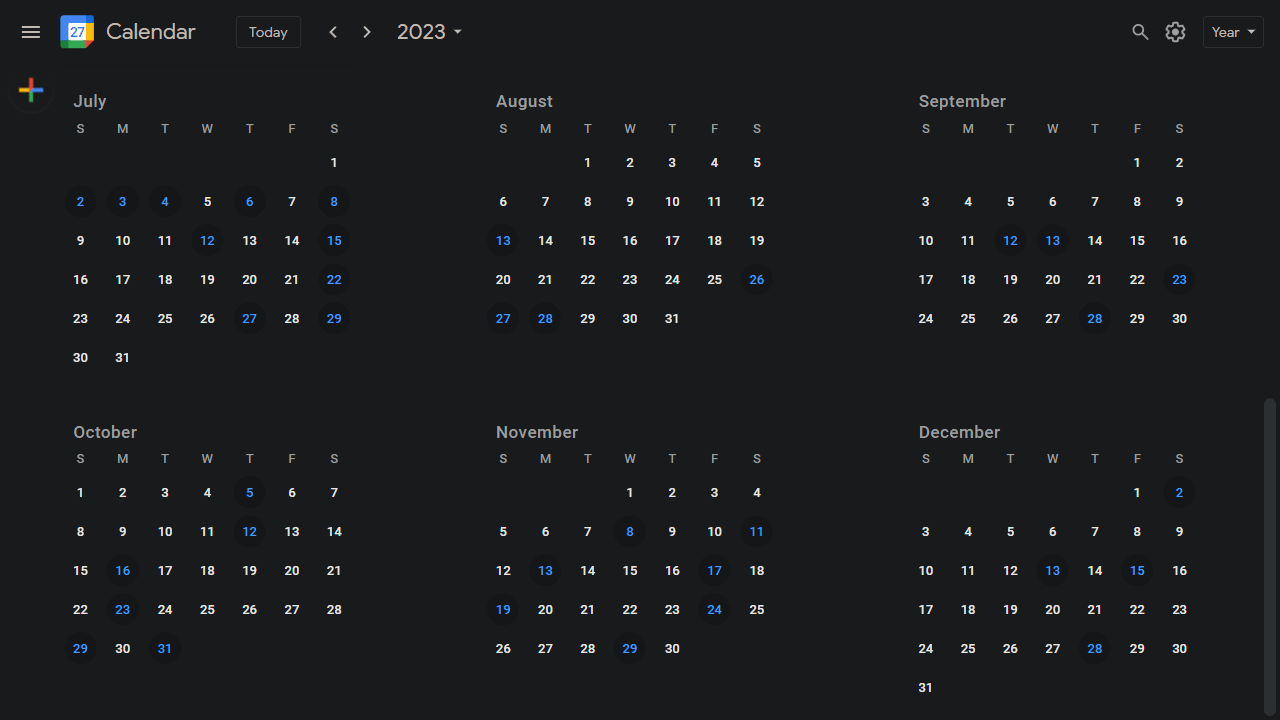 27 Calendar Today 2023 Year
July August September
S M T W T F S S M T W T F S S M T W T F S
1 1 2 3 4 5 1 2
2 3 4 5 6 7 8 6 7 8 9 10 11 12 3 4 5 6 7 8 9
9 10 11 12 13 14 15 13 14 15 16 17 18 19 10 11 12 13 14 15 16
16 17 18 19 20 21 22 20 21 22 23 24 25 26 17 18 19 20 21 22 23
23 24 25 26 27 28 29 27 28 29 30 31 24 25 26 27 28 29 30
30 31
October November December
S M T W T F S S M T W T F S S M T W T F S
1 2 3 4 5 6 7 1 2 3 4 1 2
8 9 10 11 12 13 14 5 6 7 8 9 10 11 3 4 5 6 7 8 9
15 16 17 18 19 20 21 12 13 14 15 16 17 18 10 11 12 13 14 15 16
22 23 24 25 26 27 28 19 20 21 22 23 24 25 17 18 19 20 21 22 23
29 30 31 26 27 28 29 30 24 25 26 27 28 29 30
31